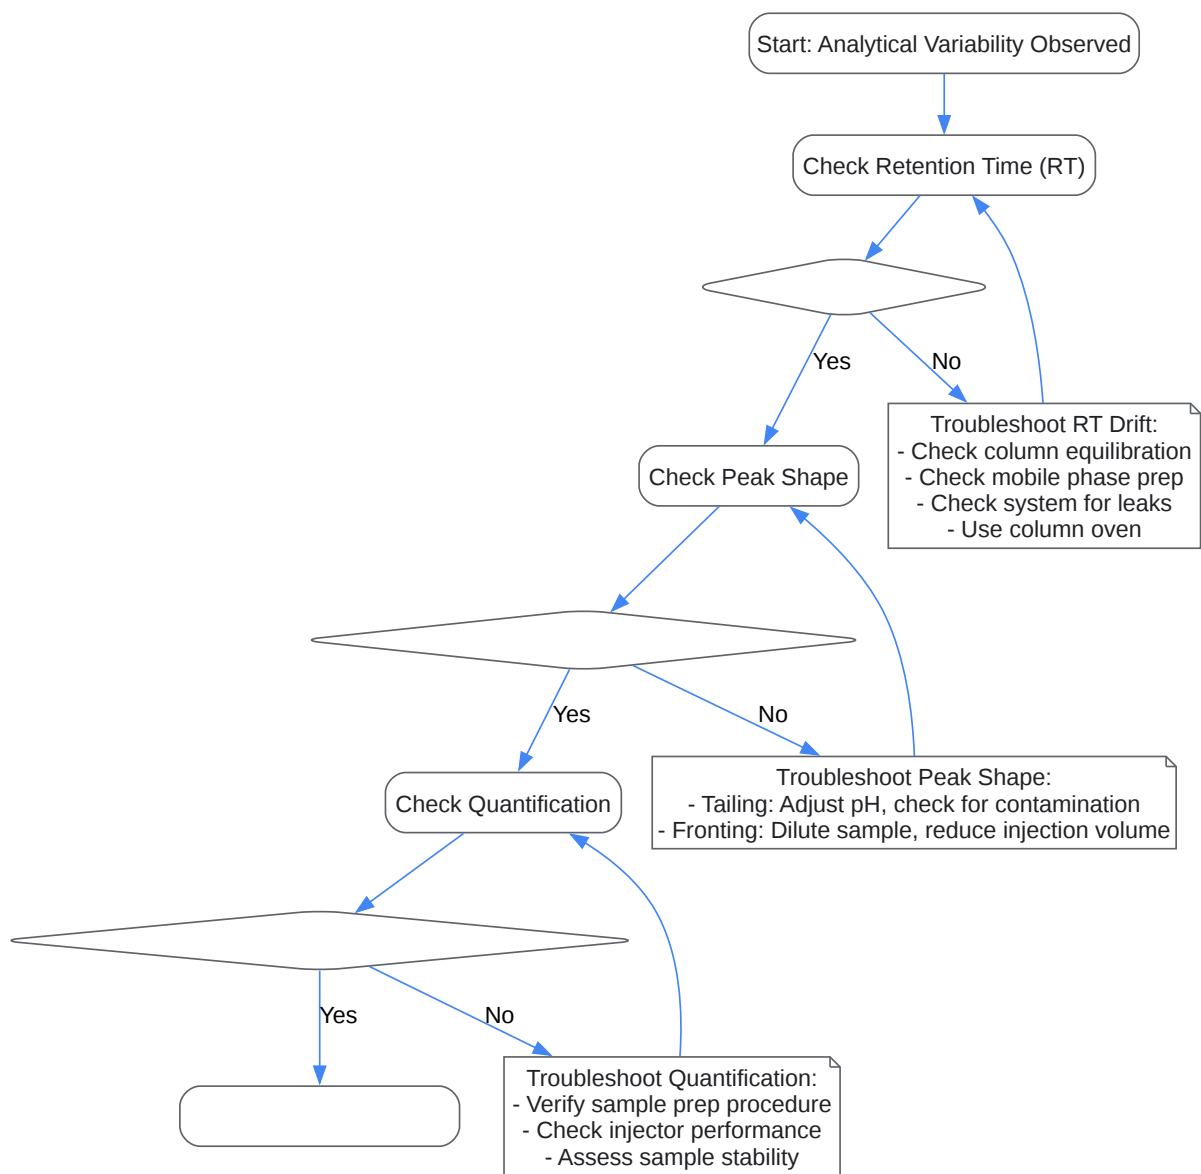 Start: Analytical Variability Observed
Check Retention Time (RT)
Yes
No
Troubleshoot RT Drift:
- Check column equilibration
- Check mobile phase prep
- Check system for leaks
- Use column oven
Check Peak Shape
Yes
No
Troubleshoot Peak Shape:
- Tailing: Adjust pH, check for contamination
- Fronting: Dilute sample, reduce injection volume
Check Quantification
Yes
No
Troubleshoot Quantification:
- Verify sample prep procedure
- Check injector performance
- Assess sample stability